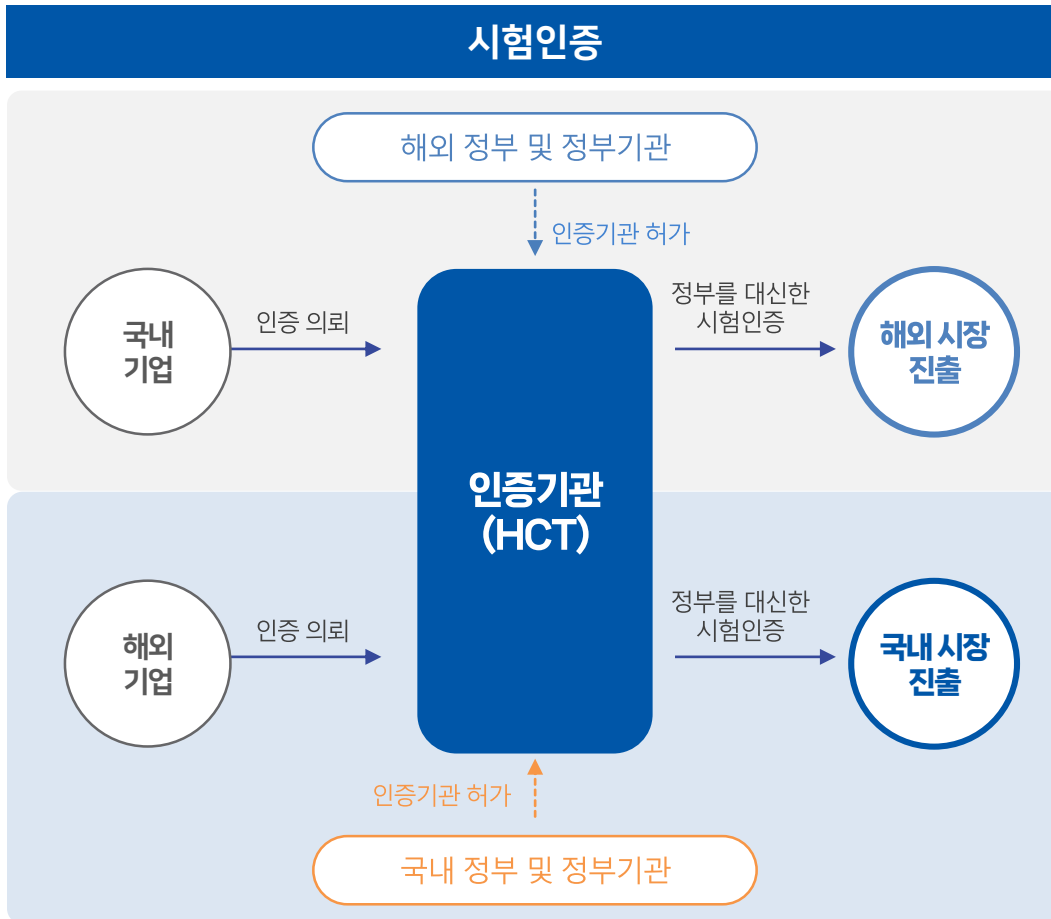 시험인증
해외 정부 및 정부기관
인증기관 허가
국내
기업
인증 의뢰
정부를 대신한
시험인증
해외 시장
진출
인증기관
(HCT)
해외
기업
인증 의뢰
정부를 대신한
시험인증
국내 시장
진출
인증기관 허가
국내 정부 및 정부기관